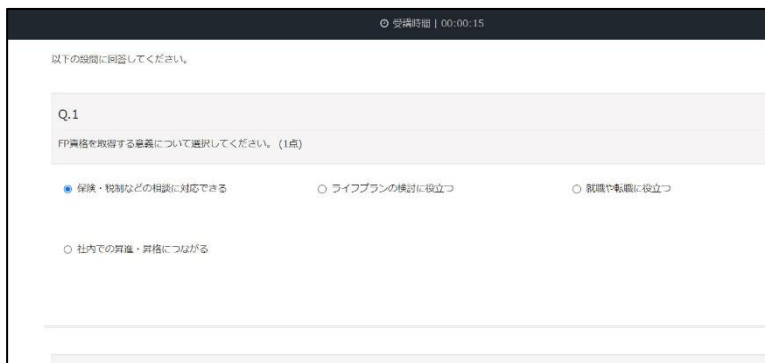 受講時間 | 00:00:15
以下の設問に回答してください。
Q.1
FP資格を取得する意義について選択してください。 (1点)
保険・税制などの相談に対応できる
ライフプランの検討に役立つ
就職や転職に役立つ
社内での昇進・昇格につながる